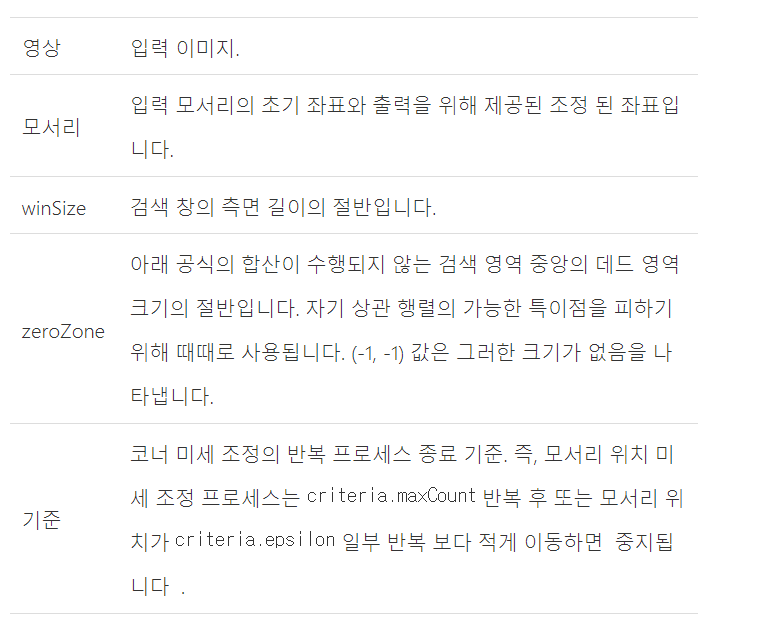 영상 입력 이미지.
모서리 입력 모서리의 초기 좌표와 출력을 위해 제공된 조정 된 좌표입
니다.
winSize 검색 창의 측면 길이의 절반입니다.
zeroZone 아래 공식의 합산이 수행되지 않는 검색 영역 중앙의 데드 영역
크기의 절반입니다. 자기 상관 행렬의 가능한 특이점을 피하기
위해 때때로 사용됩니다. (-1, -1) 값은 그러한 크기가 없음을 나
타냅니다.
기준 코너 미세 조정의 반복 프로세스 종료 기준. 즉, 모서리 위치 미
세 조정 프로세스는 criteria.maxCount 반복 후 또는 모서리 위
치가 criteria.epsilon 일부 반복 보다 적게 이동하면 중지됩
니다 .